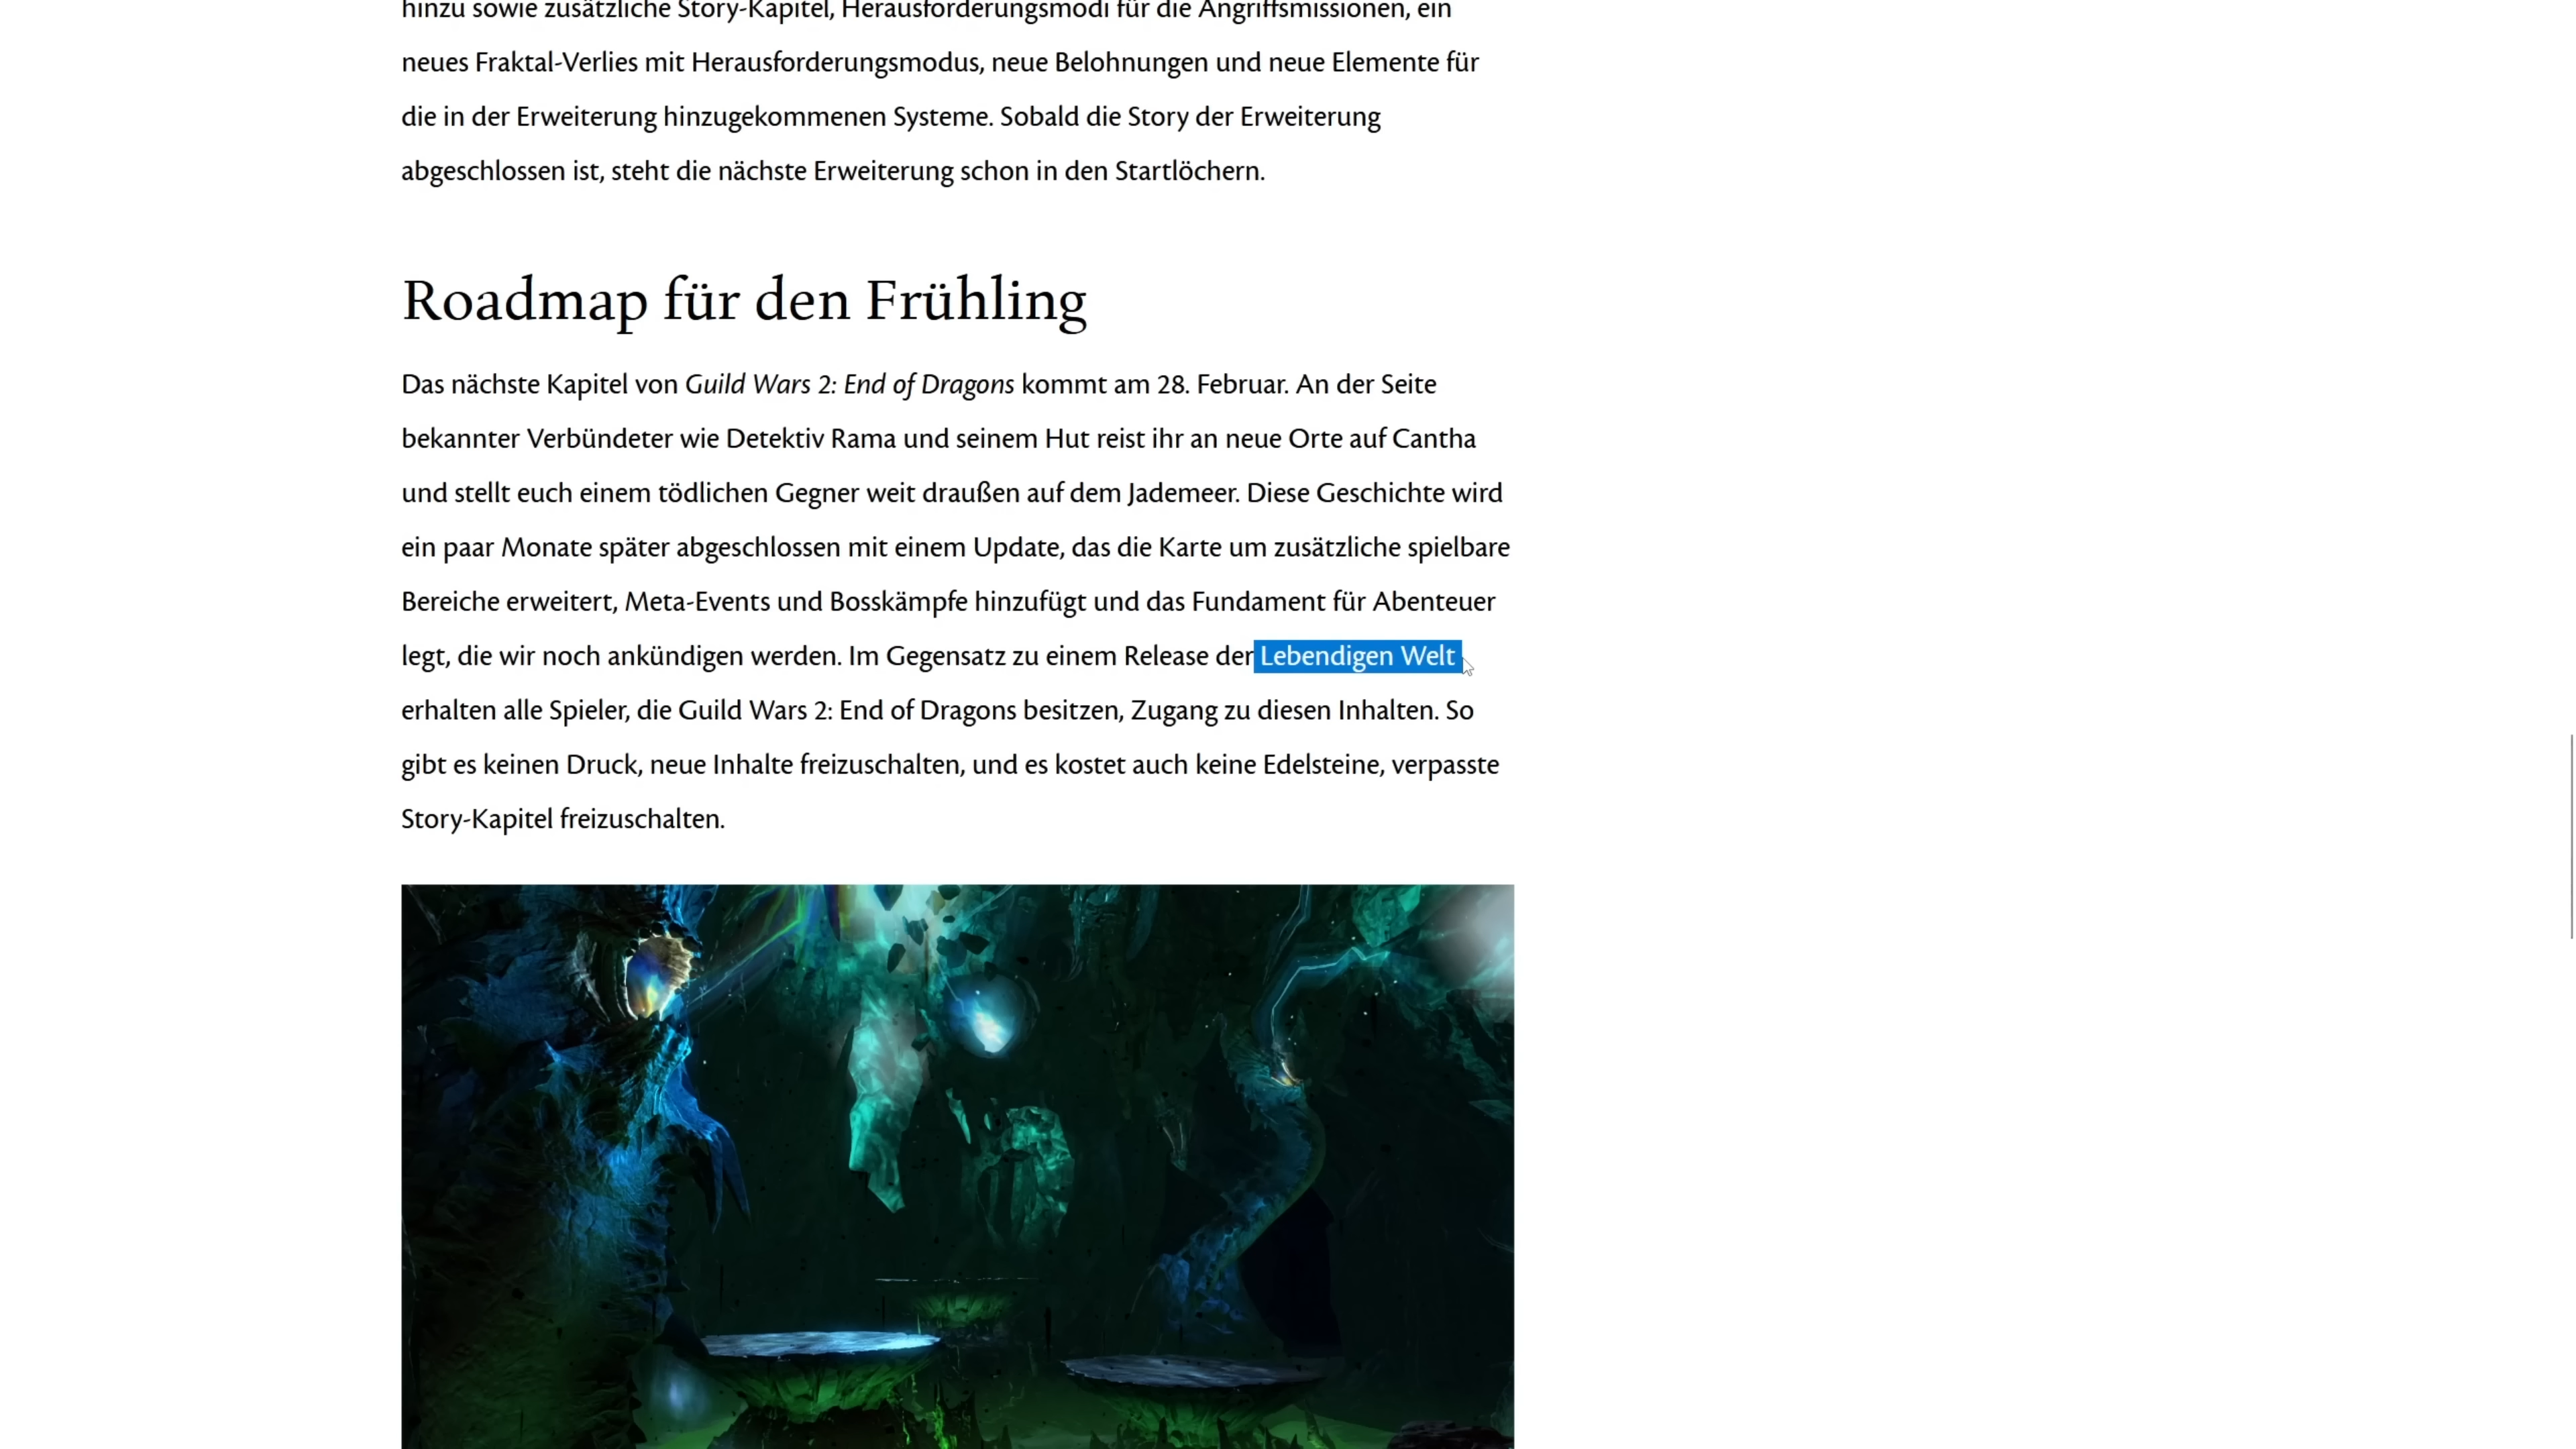 hinzu sowie zusätzliche Story-Kapitel, Herausforderungsmodi für die Angriffsmissionen, ein
neues Fraktal-Verlies mit Herausforderungsmodus, neue Belohnungen und neue Elemente für
die in der Erweiterung hinzugekommenen Systeme. Sobald die Story der Erweiterung
abgeschlossen ist, steht die nächste Erweiterung schon in den Startlöchern.
Roadmap für den Frühling
Das nächste Kapitel von Guild Wars 2: End of Dragons kommt am 28. Februar. An der Seite
bekannter Verbündeter wie Detektiv Rama und seinem Hut reist ihr an neue Orte auf Cantha
und stellt euch einem tödlichen Gegner weit draußen auf dem Jademeer. Diese Geschichte wird
ein paar Monate später abgeschlossen mit einem Update, das die Karte um zusätzliche spielbare
Bereiche erweitert, Meta-Events und Bosskämpfe hinzufügt und das Fundament für Abenteuer
legt, die wir noch ankündigen werden. Im Gegensatz zu einem Release der Lebendigen Welt
erhalten alle Spieler, die Guild Wars 2: End of Dragons besitzen, Zugang zu diesen Inhalten. So
gibt es keinen Druck, neue Inhalte freizuschalten, und es kostet auch keine Edelsteine, verpasste
Story-Kapitel freizuschalten.